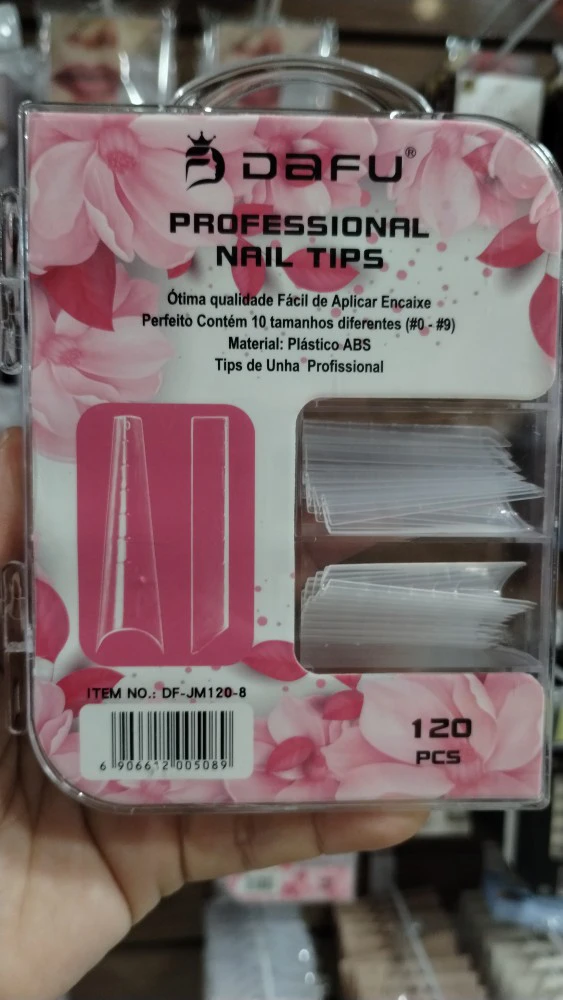 DAFU®
PROFESSIONAL
NAIL TIPS
Ótima qualidade Fácil de Aplicar Encaixe
Perfeito Contém 10 tamanhos diferentes (#0 - #9)
Material: Plástico ABS
Tips de Unha Profissional
ITEM NO.: DF-JM120-8
6 906612 005089
120
PCS